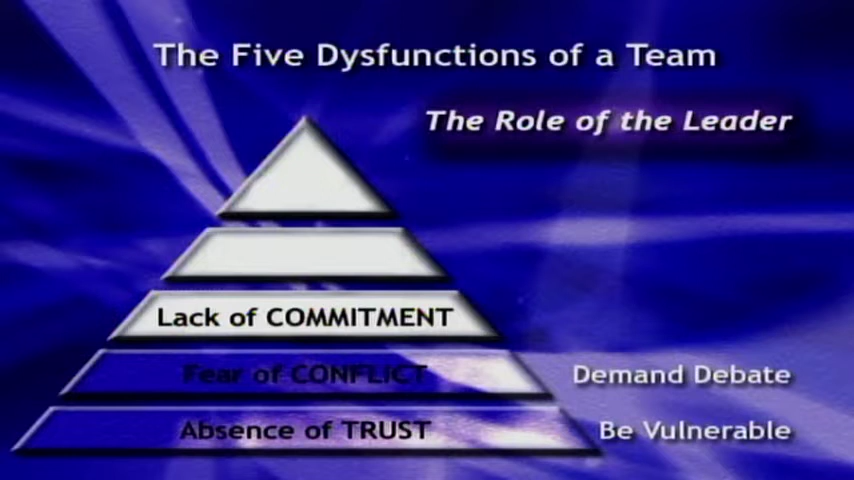 The Five Dysfunctions of a Team
The Role of the Leader
Lack of COMMITMENT
Fear of CONFLICT
Demand Debate
Absence of TRUST
Be Vulnerable